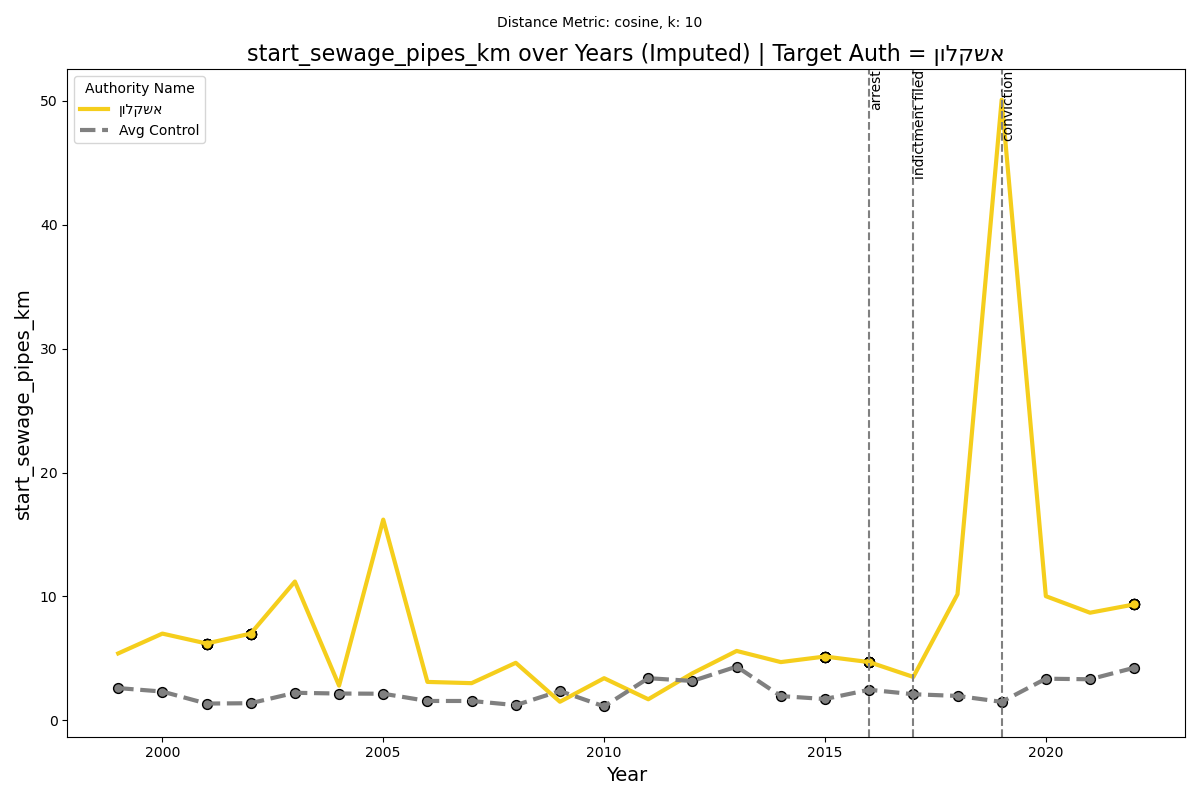 Distance Metric: cosine, k: 10
start_sewage_pipes_km over Years (Imputed) | Target Auth = אשקלון
Authority Name
אשקלון
Avg Control
arrest
indictment filed
conviction
50
40
30
20
10
0
start_sewage_pipes_km
2000
2005
2010
2015
2020
Year